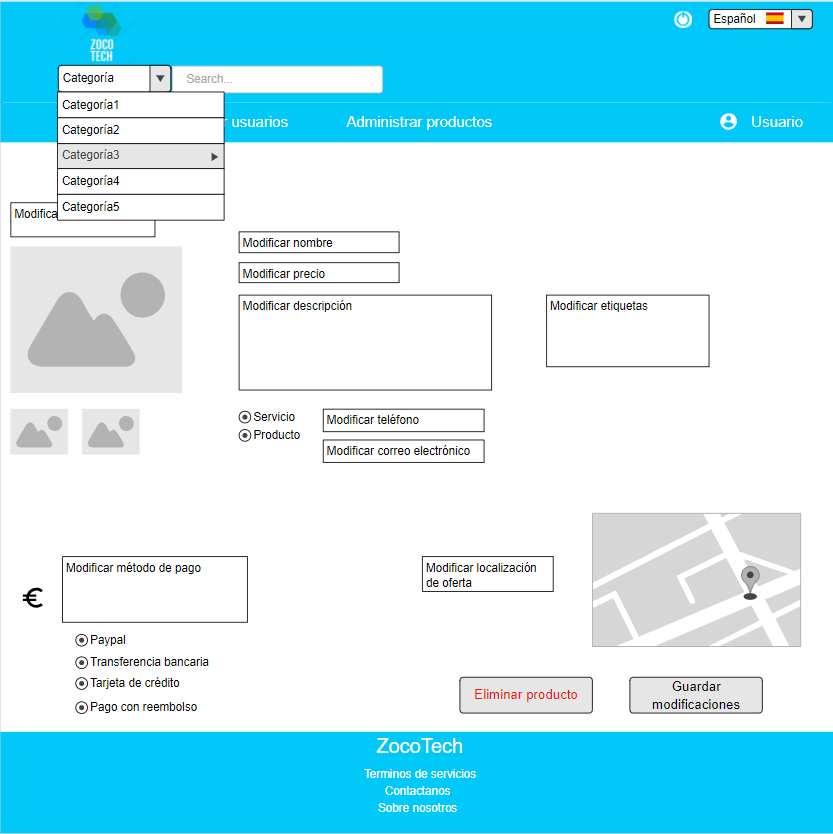 ZOCO
TECH
Español
Categoría
Search...
Categoría1
Categoría2
Categoría3
Categoría4
Categoría5
r usuarios
Administrar productos
Usuario
Modifica
Modificar nombre
Modificar precio
Modificar descripción
Modificar etiquetas
Servicio
Producto
Modificar teléfono
Modificar correo electrónico
Modificar método de pago
€
Modificar localización
de oferta
Paypal
Transferencia bancaria
Tarjeta de crédito
Pago con reembolso
Eliminar producto
Guardar
modificaciones
ZocoTech
Terminos de servicios
Contactanos
Sobre nosotros